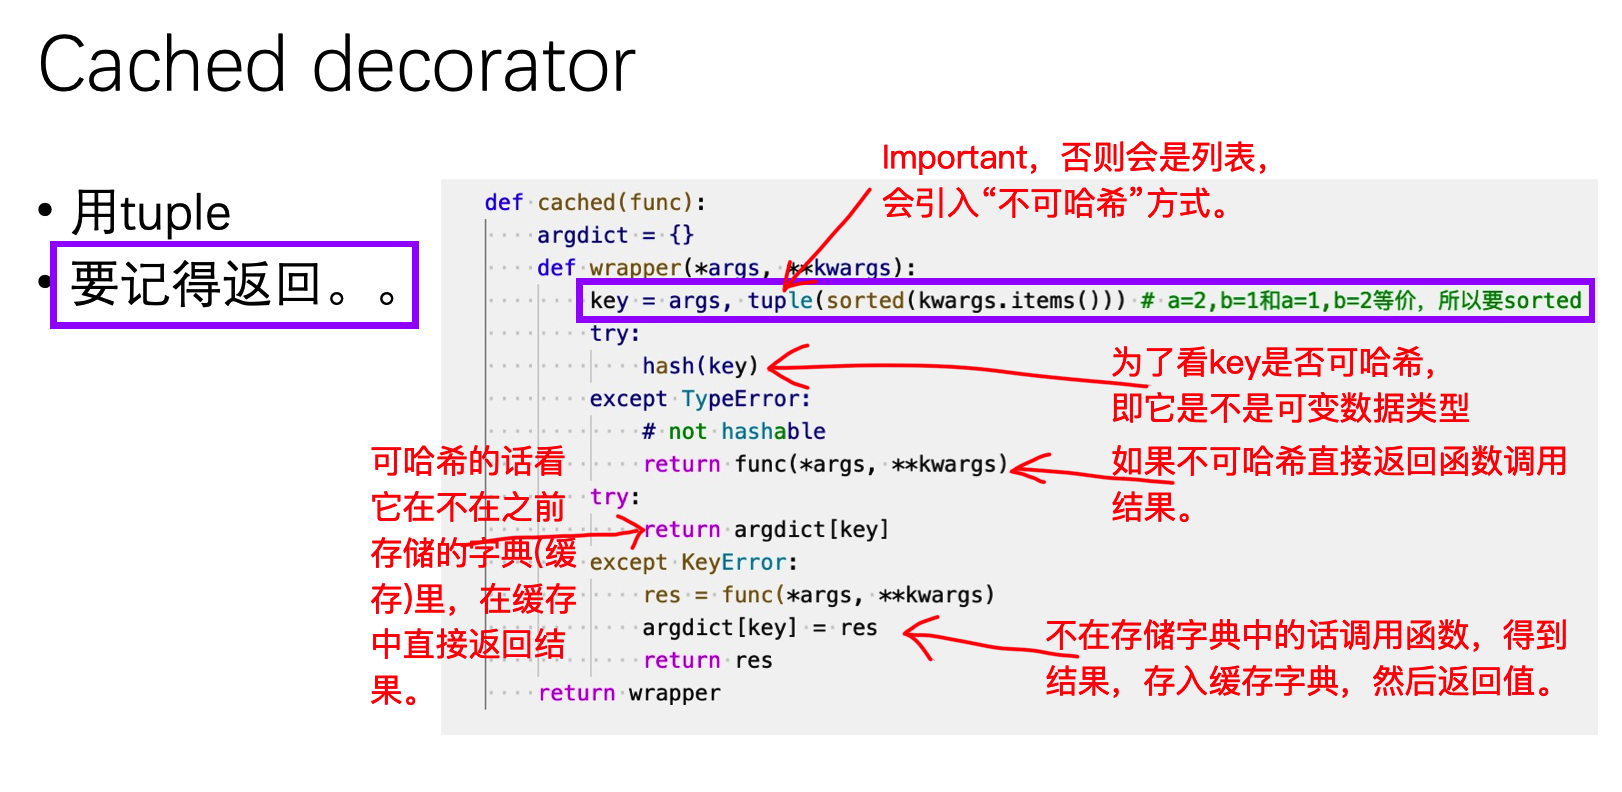 Cached decorator
• 用tuple
• 要记得返回。。
Important，否则会是列表，
会引入“不可哈希”方式。
def cached(func):
    argdict = {}
    def wrapper(*args, **kwargs):
        key = args, tuple(sorted(kwargs.items())) # a=2,b=1和a=1,b=2等价，所以要sorted
        try:
            hash(key)
        except TypeError:
            # not hashable
            return func(*args, **kwargs)
        try:
            return argdict[key]
        except KeyError:
            res = func(*args, **kwargs)
            argdict[key] = res
            return res
    return wrapper
为了看key是否可哈希，
即它是不是可变数据类型
如果不可哈希直接返回函数调用
结果。
可哈希的话看
它在不在之前
存储的字典(缓
存)里，在缓存
中直接返回结
果。
不在存储字典中的话调用函数，得到
结果，存入缓存字典，然后返回值。